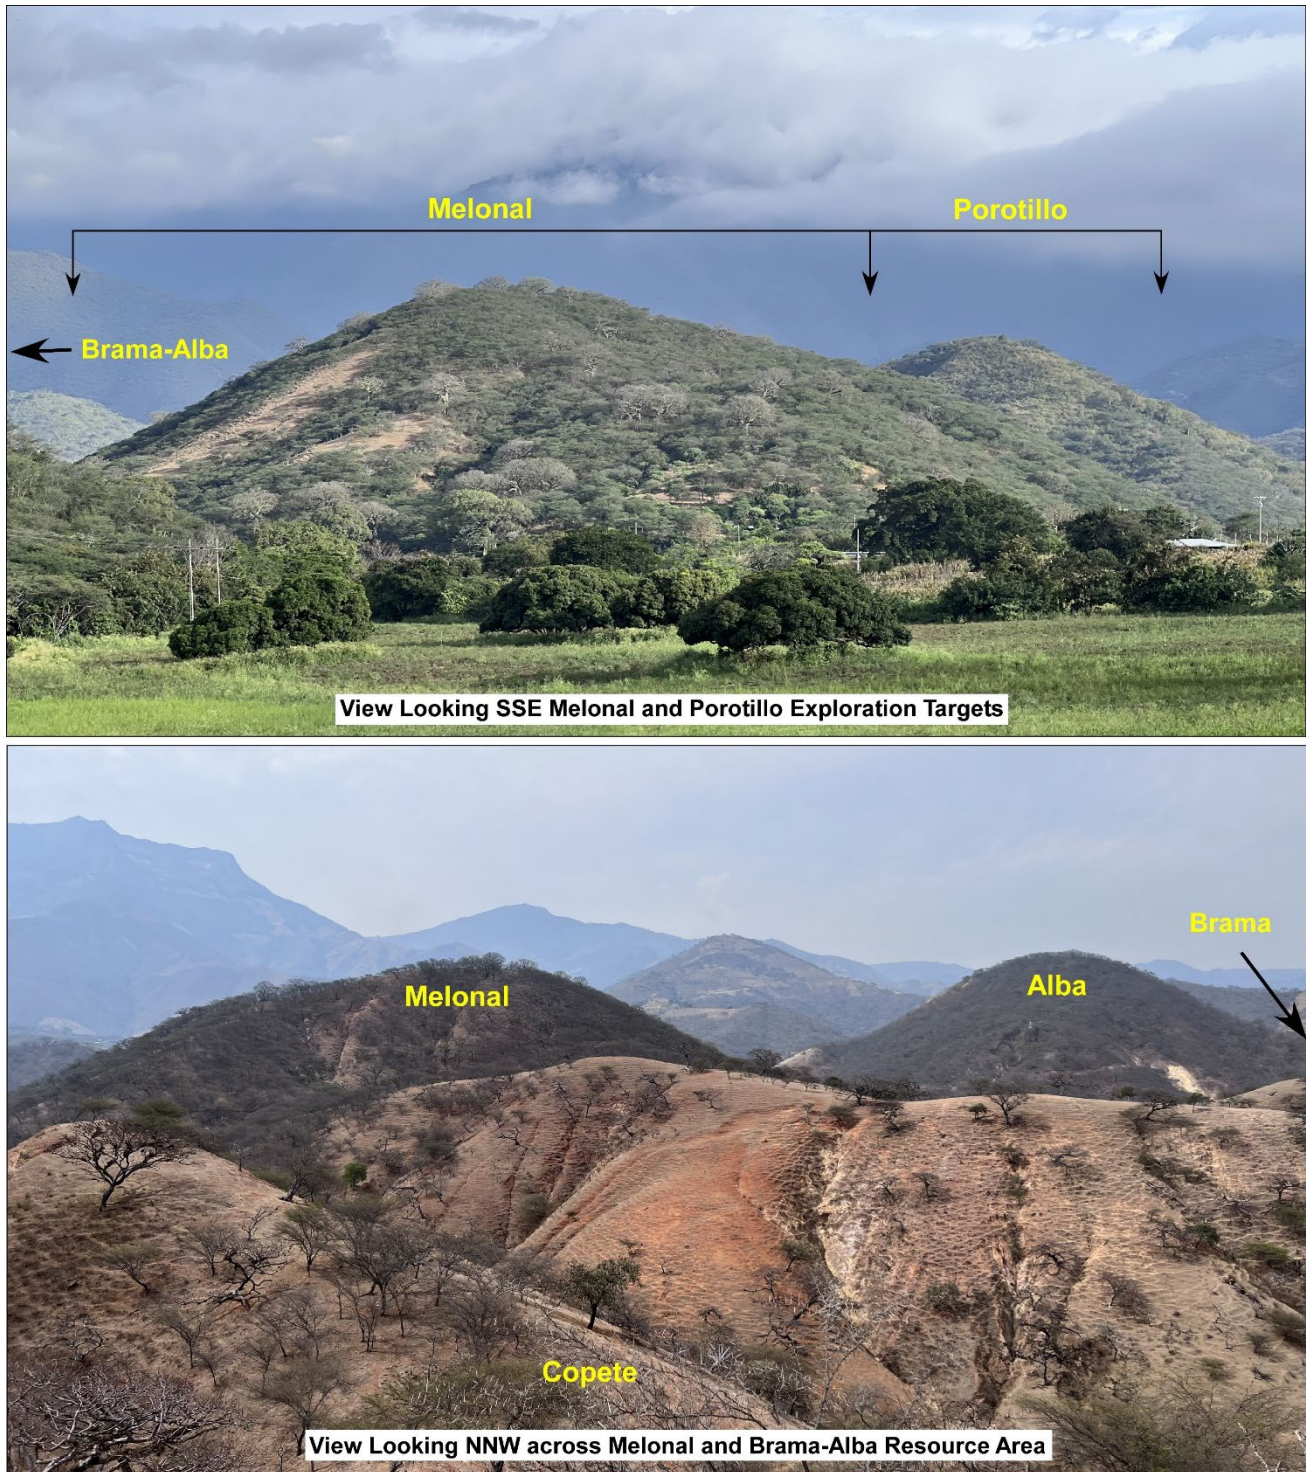 Melonal
Porotillo
Brama-Alba
View Looking SSE Melonal and Porotillo Exploration Targets
Brama
Melonal
Alba
Copete
View Looking NNW across Melonal and Brama-Alba Resource Area